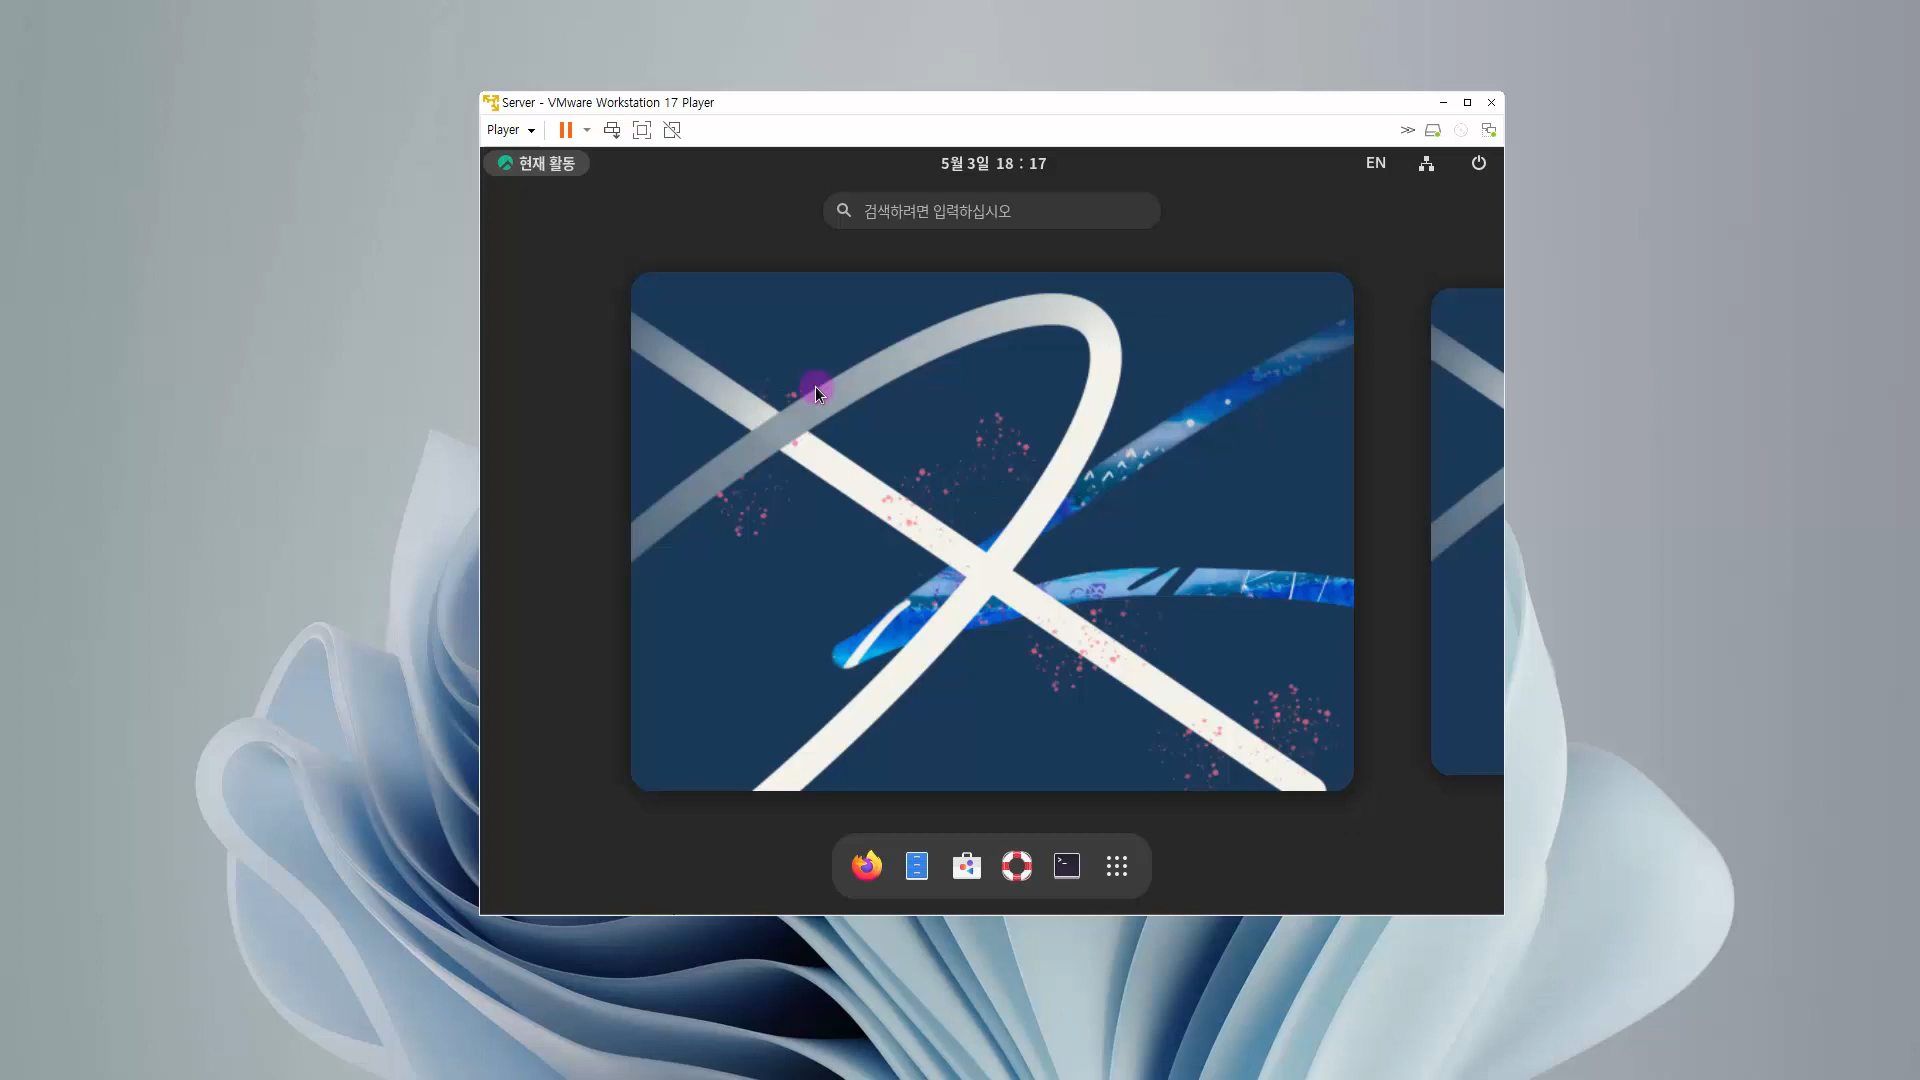 Server - VMware Workstation 17 Player
Player
현재 활동
5월 3일 18 : 17
EN
검색하려면 입력하십시오